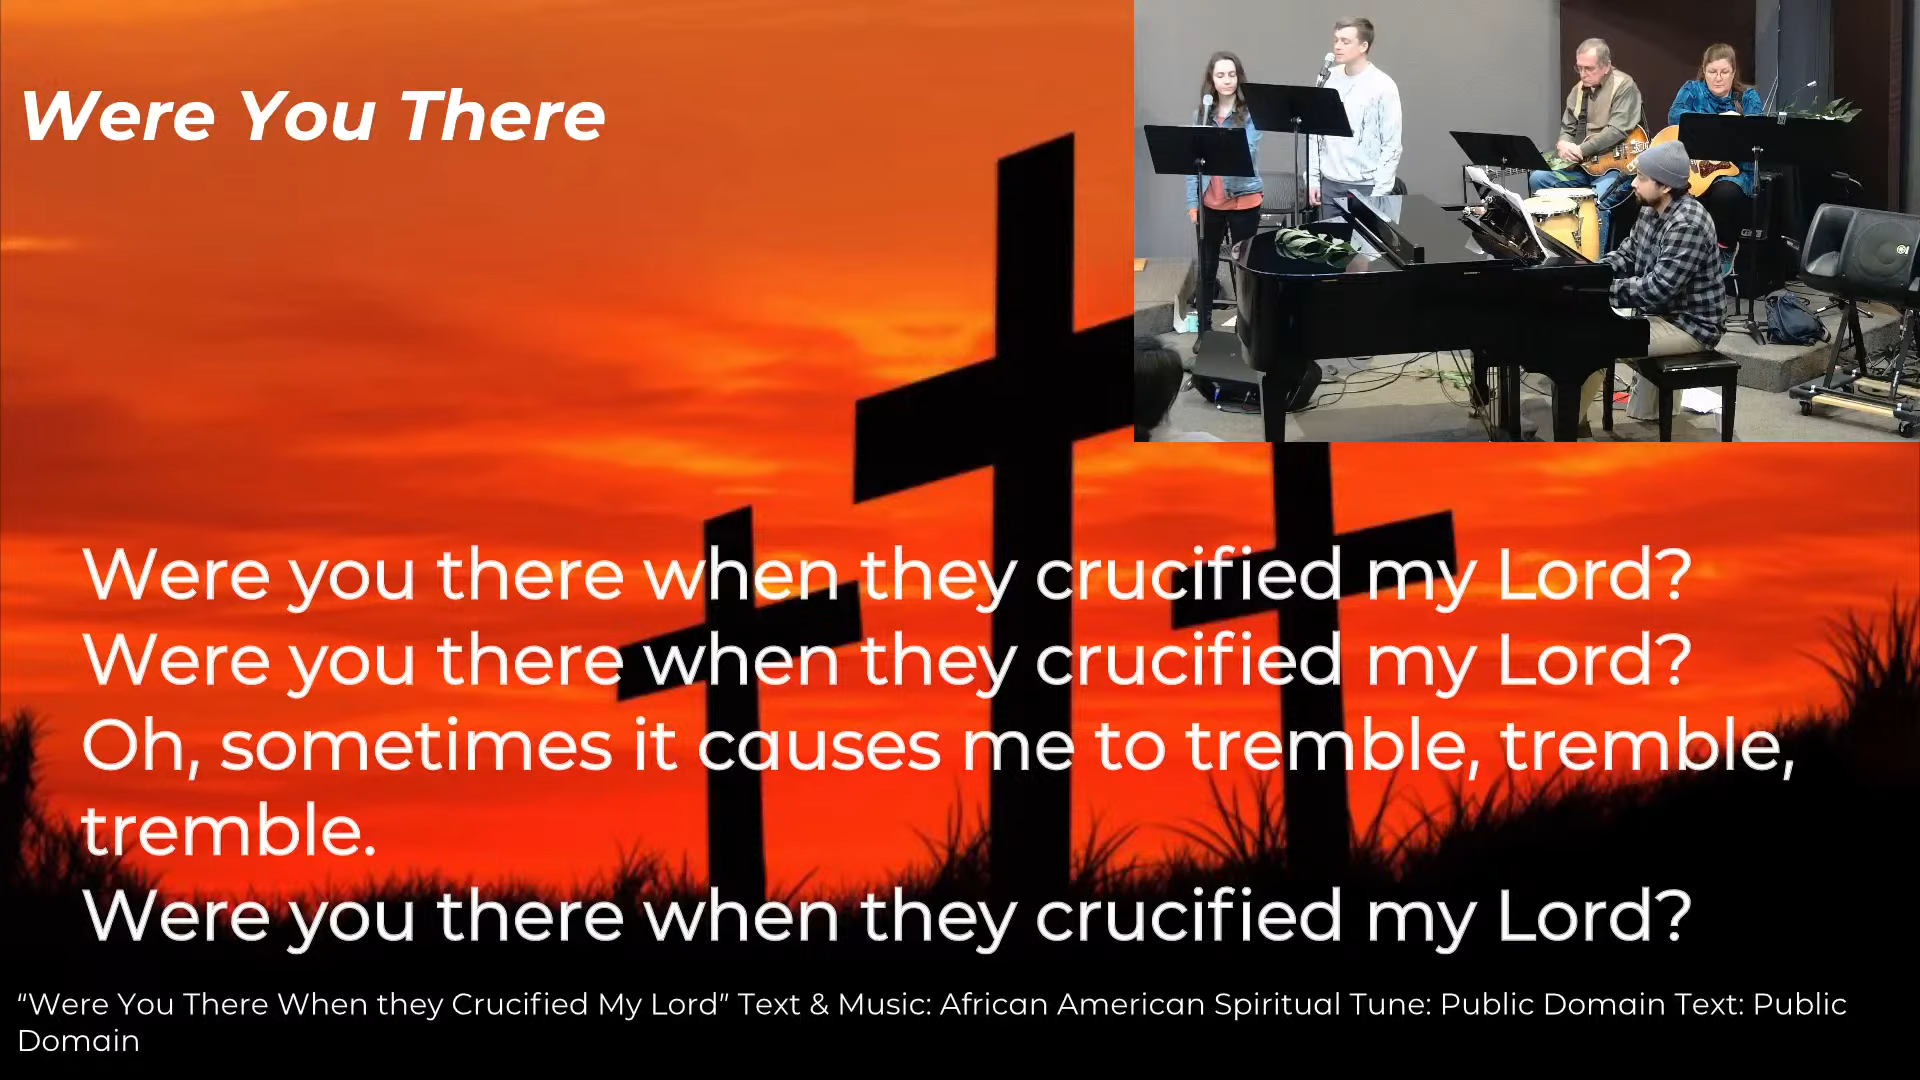 Were You There
Were you there when they crucified my Lord?
Were you there when they crucified my Lord?
Oh, sometimes it causes me to tremble, tremble,
tremble.
Were you there when they crucified my Lord?
“Were You There When they Crucified My Lord” Text & Music: African American Spiritual Tune: Public Domain Text: Public
Domain